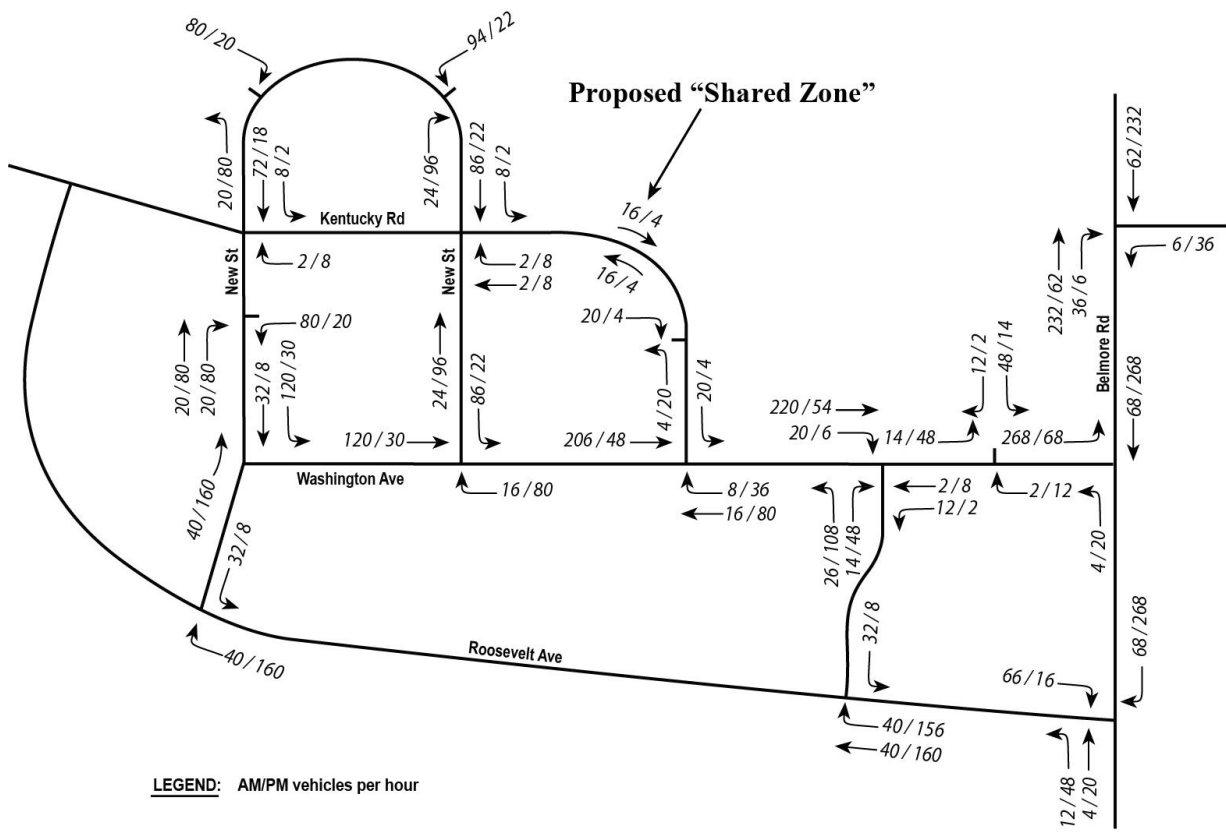 80 / 20
94 / 22
Proposed “Shared Zone”
20 / 80
72 / 18
8 / 2
24 / 96
86 / 22
8 / 2
62 / 232
Kentucky Rd
16 / 4
16 / 4
6 / 36
New St
2 / 8
New St
2 / 8
2 / 8
232 / 62
36 / 6
Belmore Rd
80 / 20
20 / 4
12 / 2
48 / 14
20 / 80
20 / 80
32 / 8
120 / 30
24 / 96
86 / 22
4 / 20
20 / 4
68 / 268
220 / 54
20 / 6
14 / 48
268 / 68
120 / 30
206 / 48
Washington Ave
16 / 80
8 / 36
16 / 80
2 / 8
12 / 2
2 / 12
40 / 160
32 / 8
26 / 108
14 / 48
4 / 20
32 / 8
68 / 268
40 / 160
Roosevelt Ave
66 / 16
40 / 156
40 / 160
12 / 48
4 / 20
LEGEND: AM/PM vehicles per hour